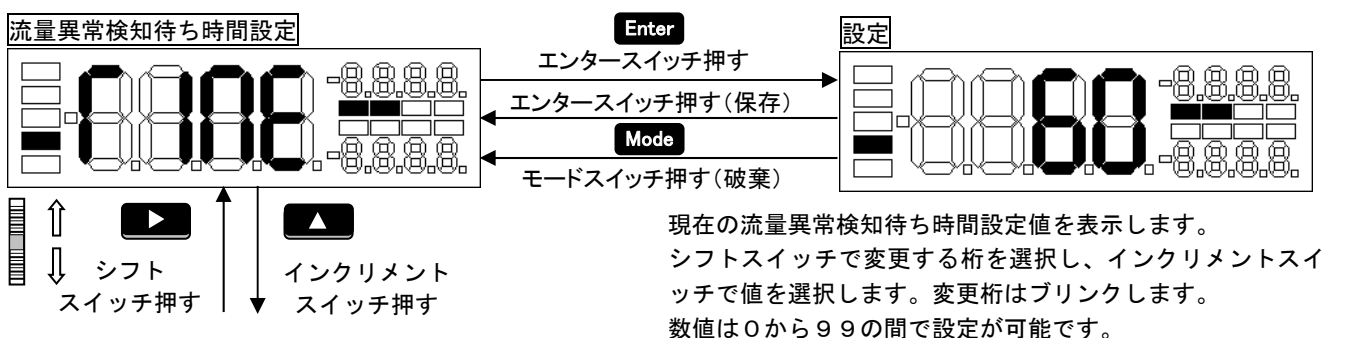 流量異常検知待ち時間設定
Enter
設定
エンタースイッチ押す
エンタースイッチ押す(保存)
Mode
モードスイッチ押す(破棄)
60
シフト
スイッチ押す
インクリメント
スイッチ押す
現在の流量異常検知待ち時間設定値を表示します。
シフトスイッチで変更する桁を選択し、インクリメントスイ
ッチで値を選択します。変更桁はブリンクします。
数値は0から99の間で設定が可能です。